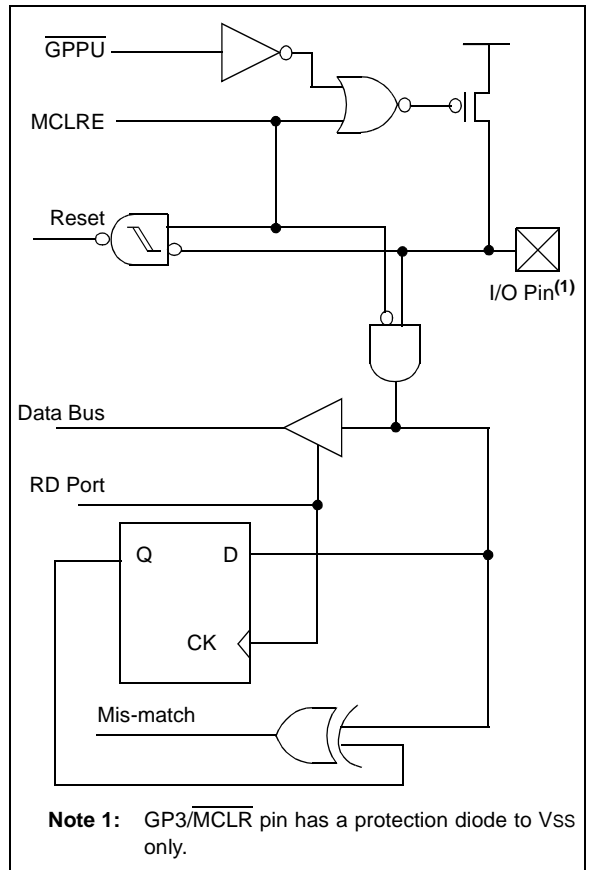 GPPU
MCLRE
Reset
I/O Pin(1)
Data Bus
RD Port
Q D
CK
Mis-match
Note 1: GP3/MCLR pin has a protection diode to VSS
only.